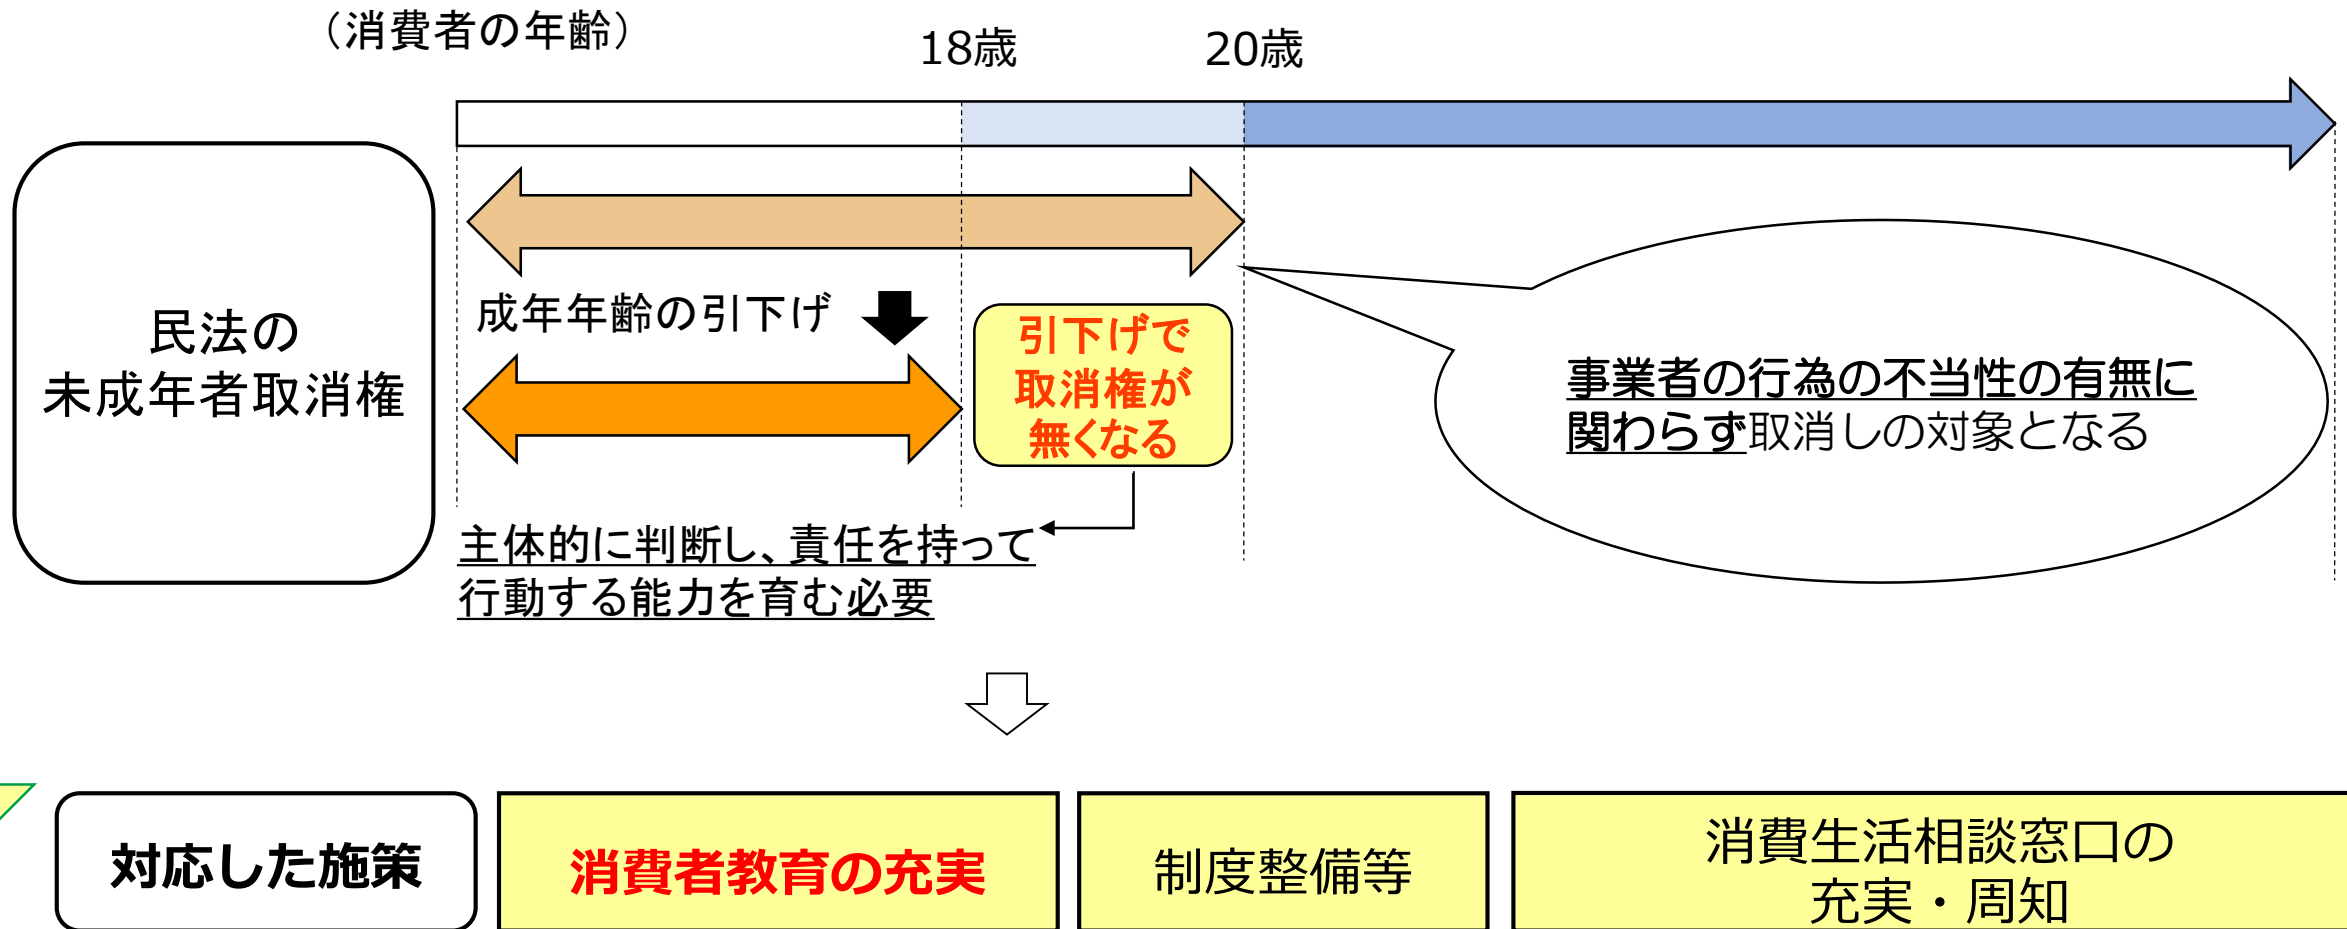 （消費者の年齢）
18歳
20歳
民法の
未成年者取消権
成年年齢の引下げ
引下げで
取消権が
無くなる
事業者の行為の不当性の有無に
関わらず取消しの対象となる
主体的に判断し、責任を持って
行動する能力を育む必要
対応した施策
消費者教育の充実
制度整備等
消費生活相談窓口の
充実・周知